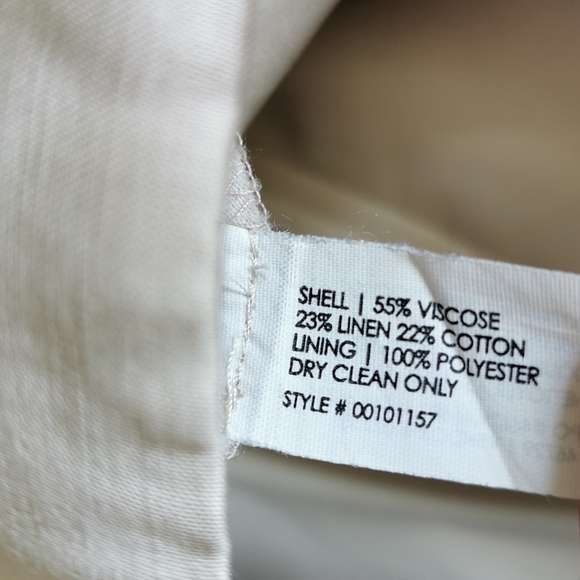 SHELL | 55% VISCOSE
23% LINEN 22% COTTON
LINING | 100% POLYESTER
DRY CLEAN ONLY
STYLE # 00101157